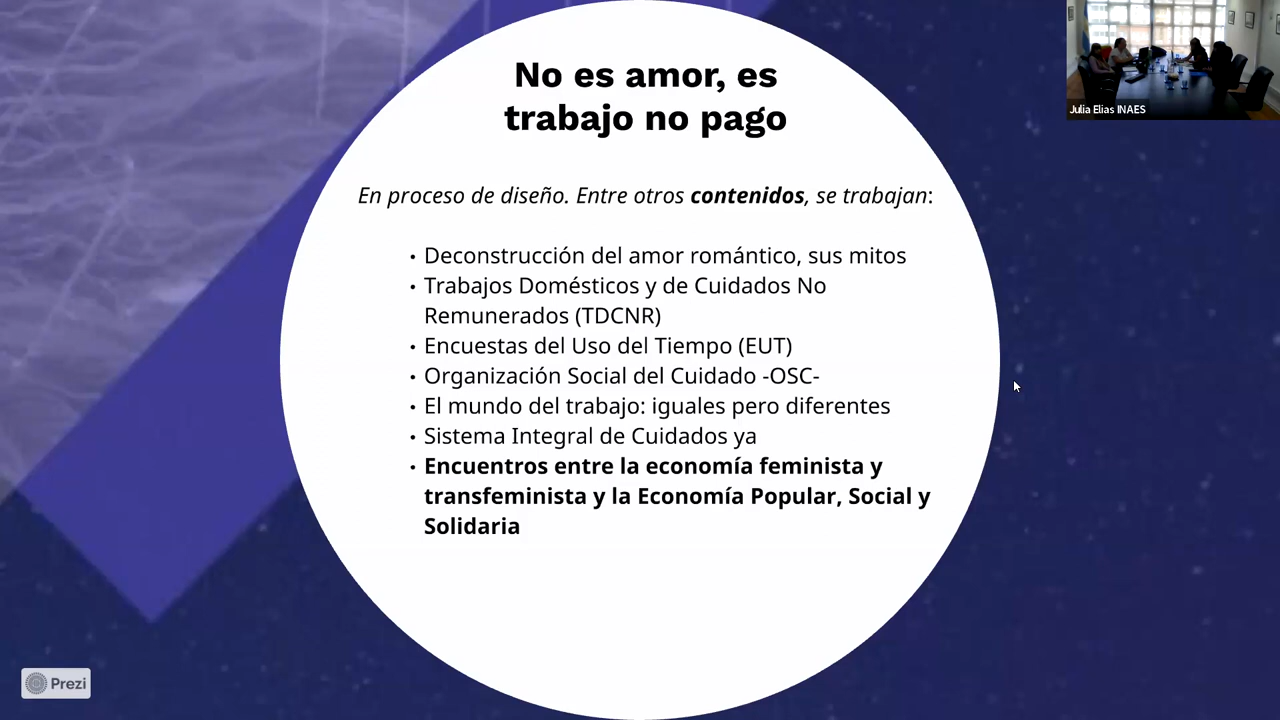 No es amor, es
trabajo no pago
En proceso de diseño. Entre otros contenidos, se trabajan:
• Deconstrucción del amor romántico, sus mitos
• Trabajos Domésticos y de Cuidados No
Remunerados (TDCNR)
• Encuestas del Uso del Tiempo (EUT)
• Organización Social del Cuidado -OSC-
• El mundo del trabajo: iguales pero diferentes
• Sistema Integral de Cuidados ya
• Encuentros entre la economía feminista y
transfeminista y la Economía Popular, Social y
Solidaria
Julia Elias INAES
Prezi